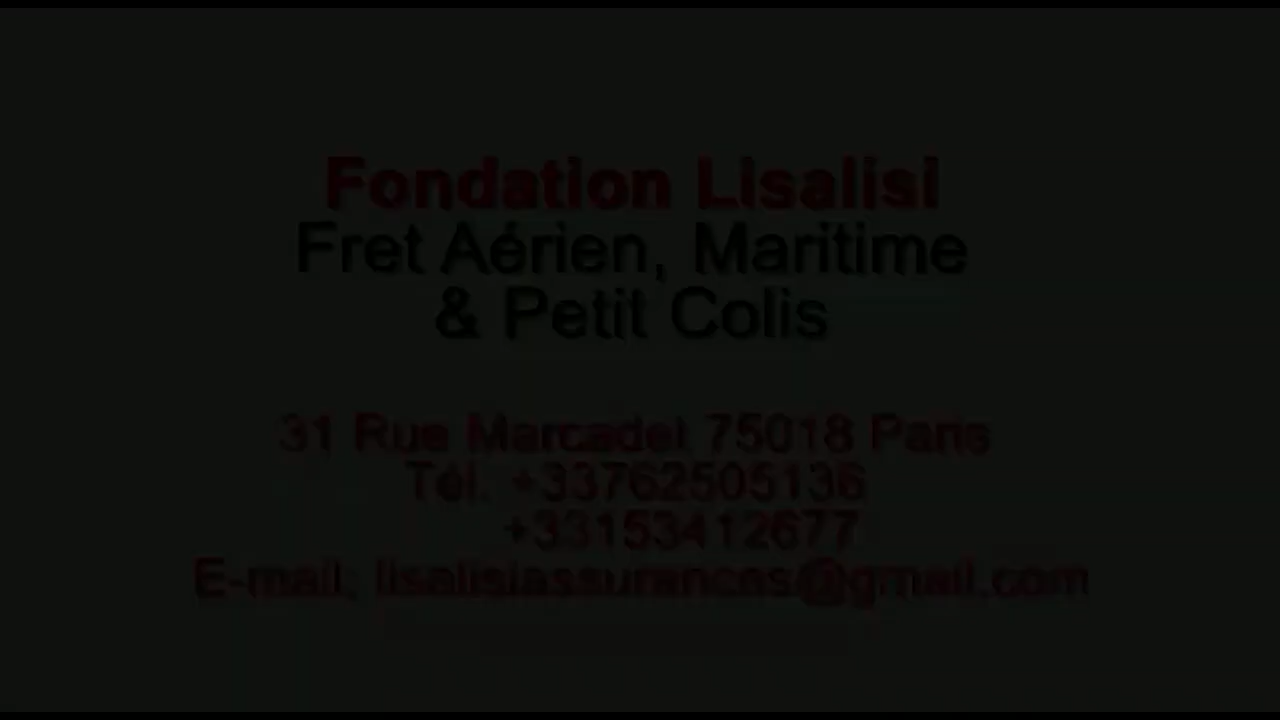 Fondation Lisalisi
Fret Aérien, Maritime
& Petit Colis
31 Rue Marcadet 75018 Paris
Tél. +33762505136
+33153412677
E-mail, lisalisiassurances@gmail.com